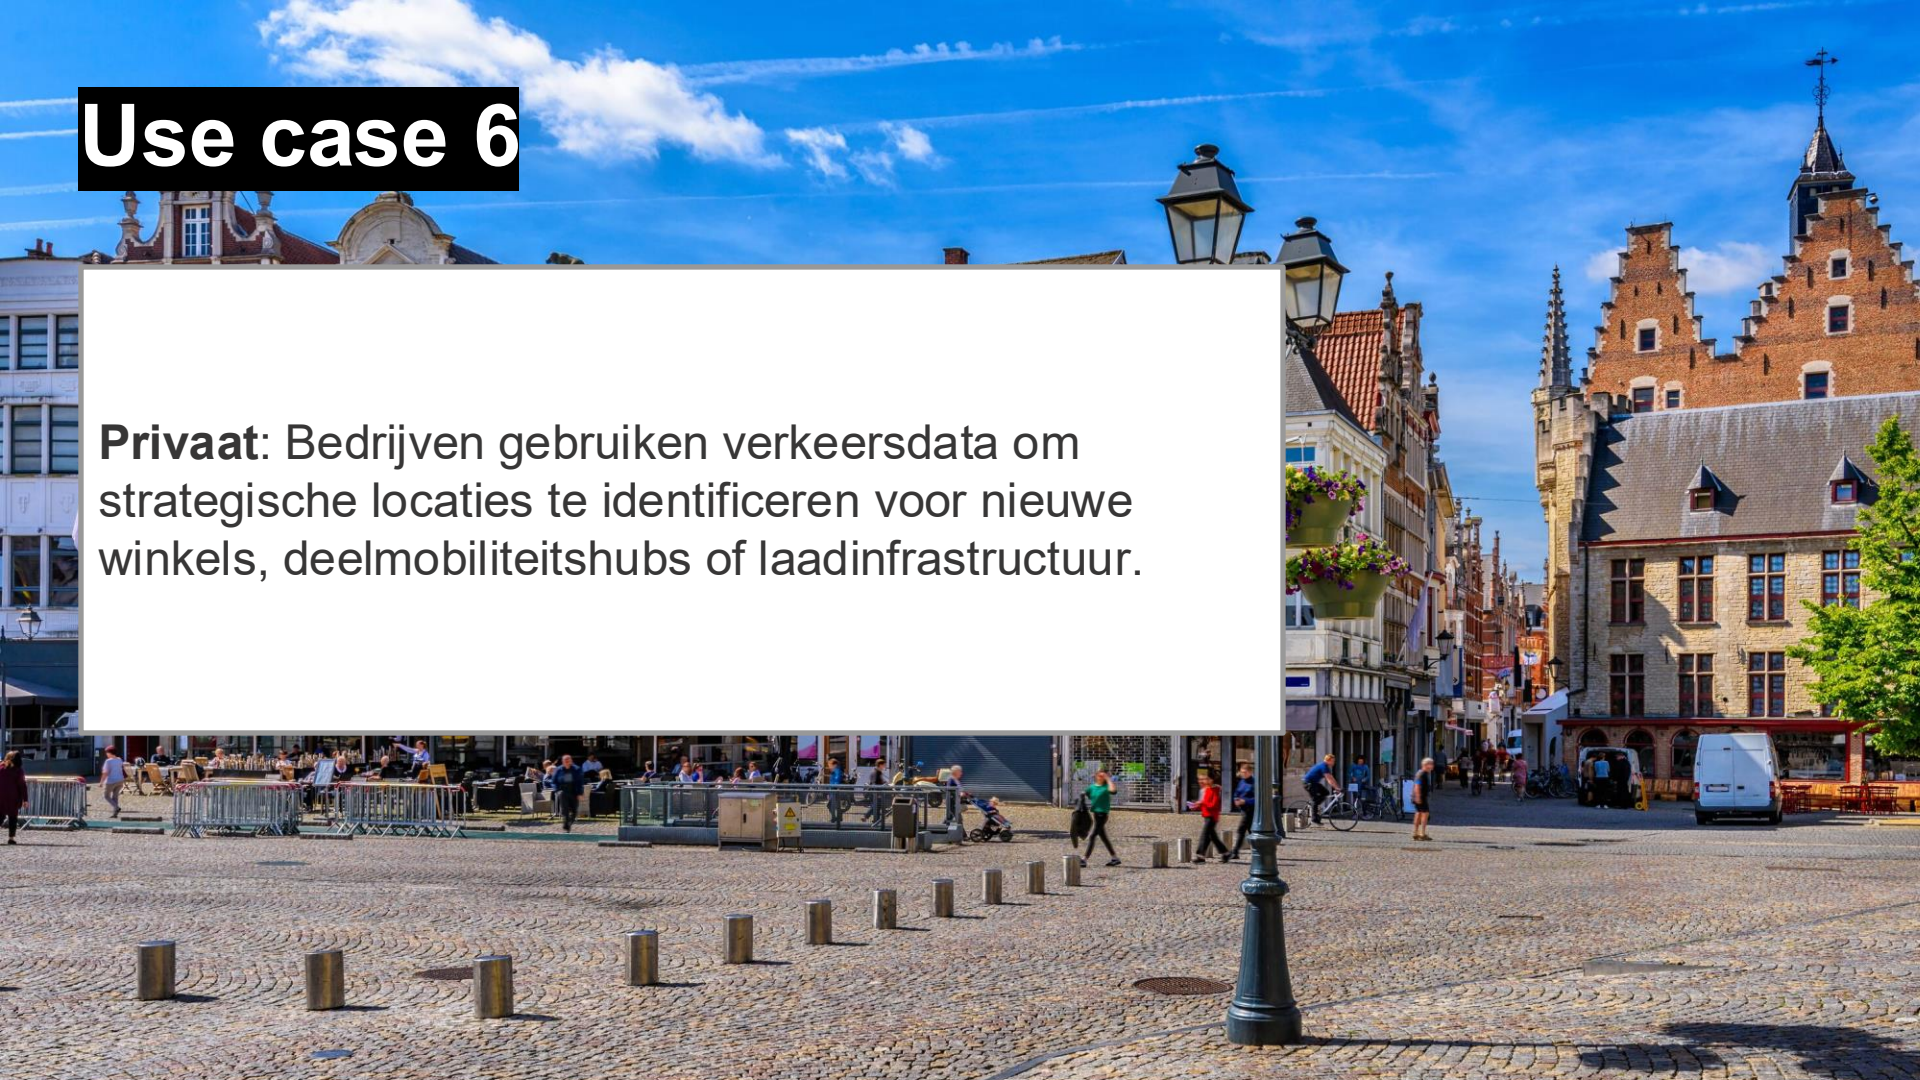 Use case 6
Privaat: Bedrijven gebruiken verkeersdata om
strategische locaties te identificeren voor nieuwe
winkels, deelmobiliteitshubs of laadinfrastructuur.